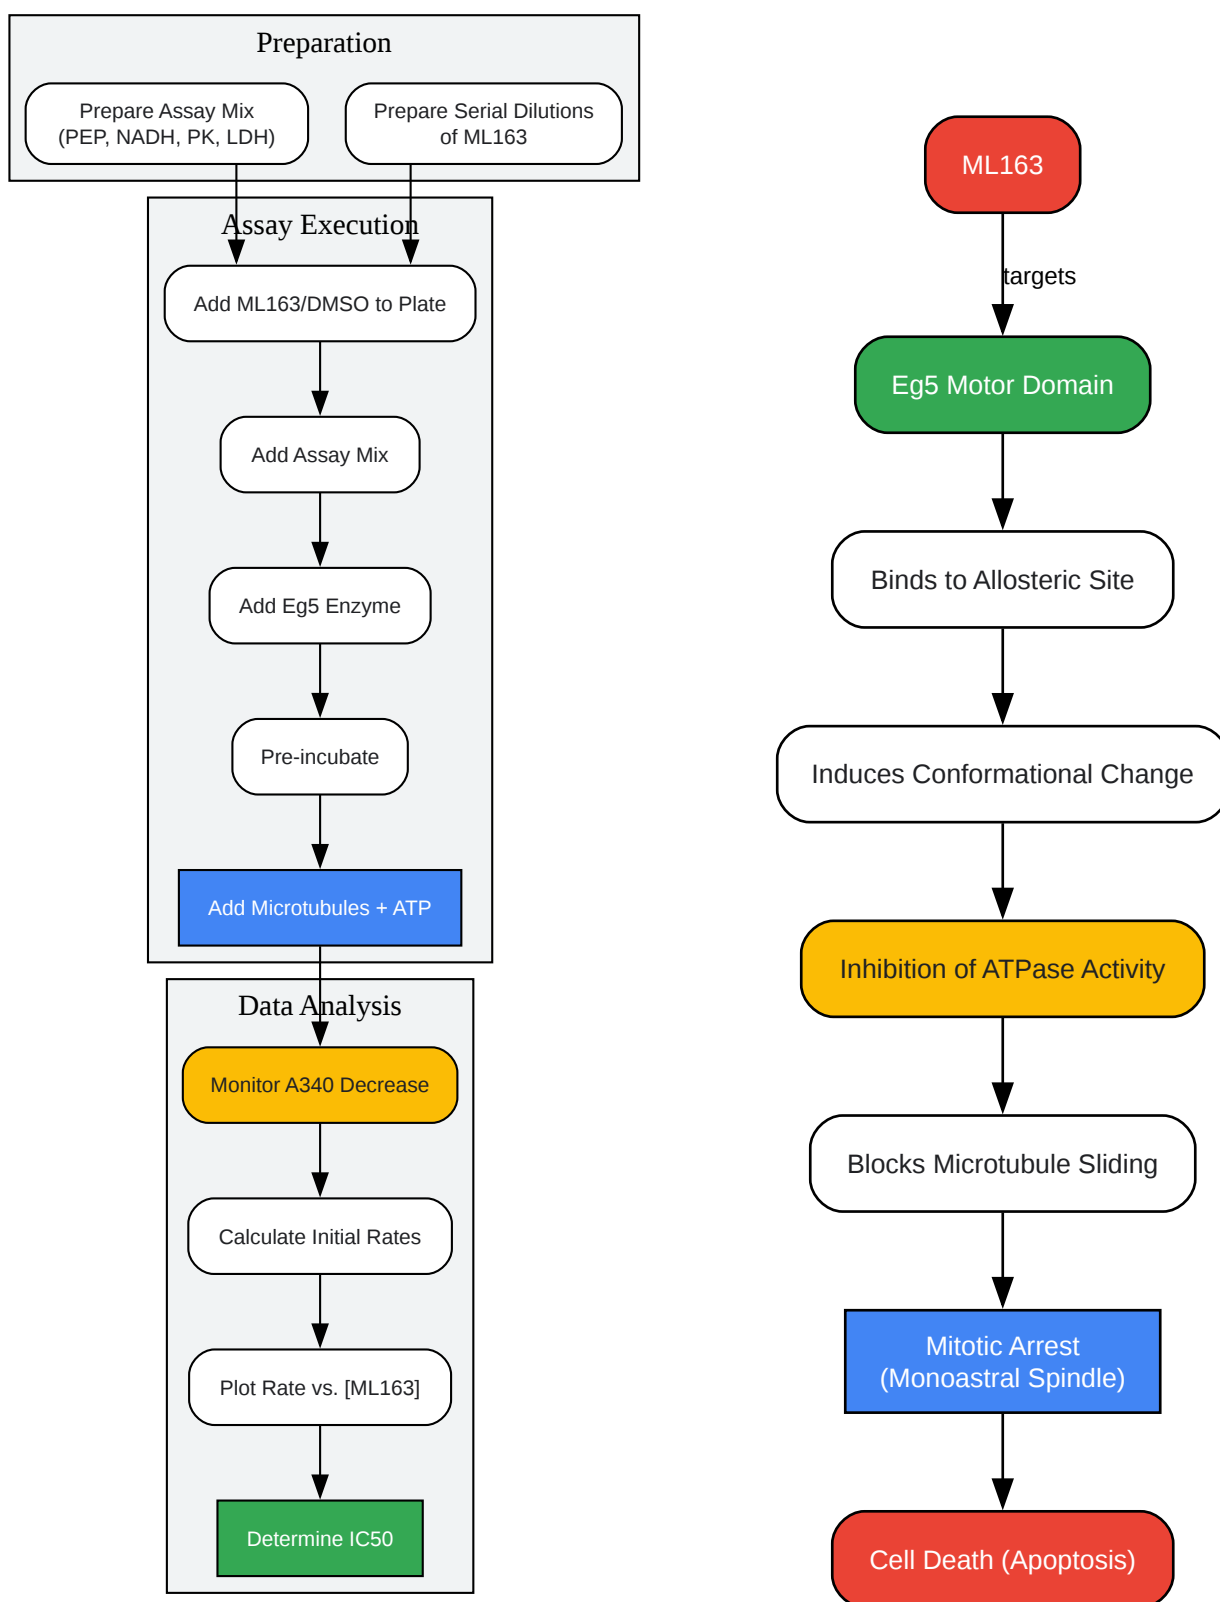 Preparation
Prepare Assay Mix
(PEP, NADH, PK, LDH)
Prepare Serial Dilutions
of ML163
Assay Execution
Add ML163/DMSO to Plate
Add Assay Mix
Add Eg5 Enzyme
Pre-incubate
Add Microtubules + ATP
Data Analysis
Monitor A340 Decrease
Calculate Initial Rates
Plot Rate vs. [ML163]
Determine IC50
ML163
targets
Eg5 Motor Domain
Binds to Allosteric Site
Induces Conformational Change
Inhibition of ATPase Activity
Blocks Microtubule Sliding
Mitotic Arrest
(Monoastral Spindle)
Cell Death (Apoptosis)